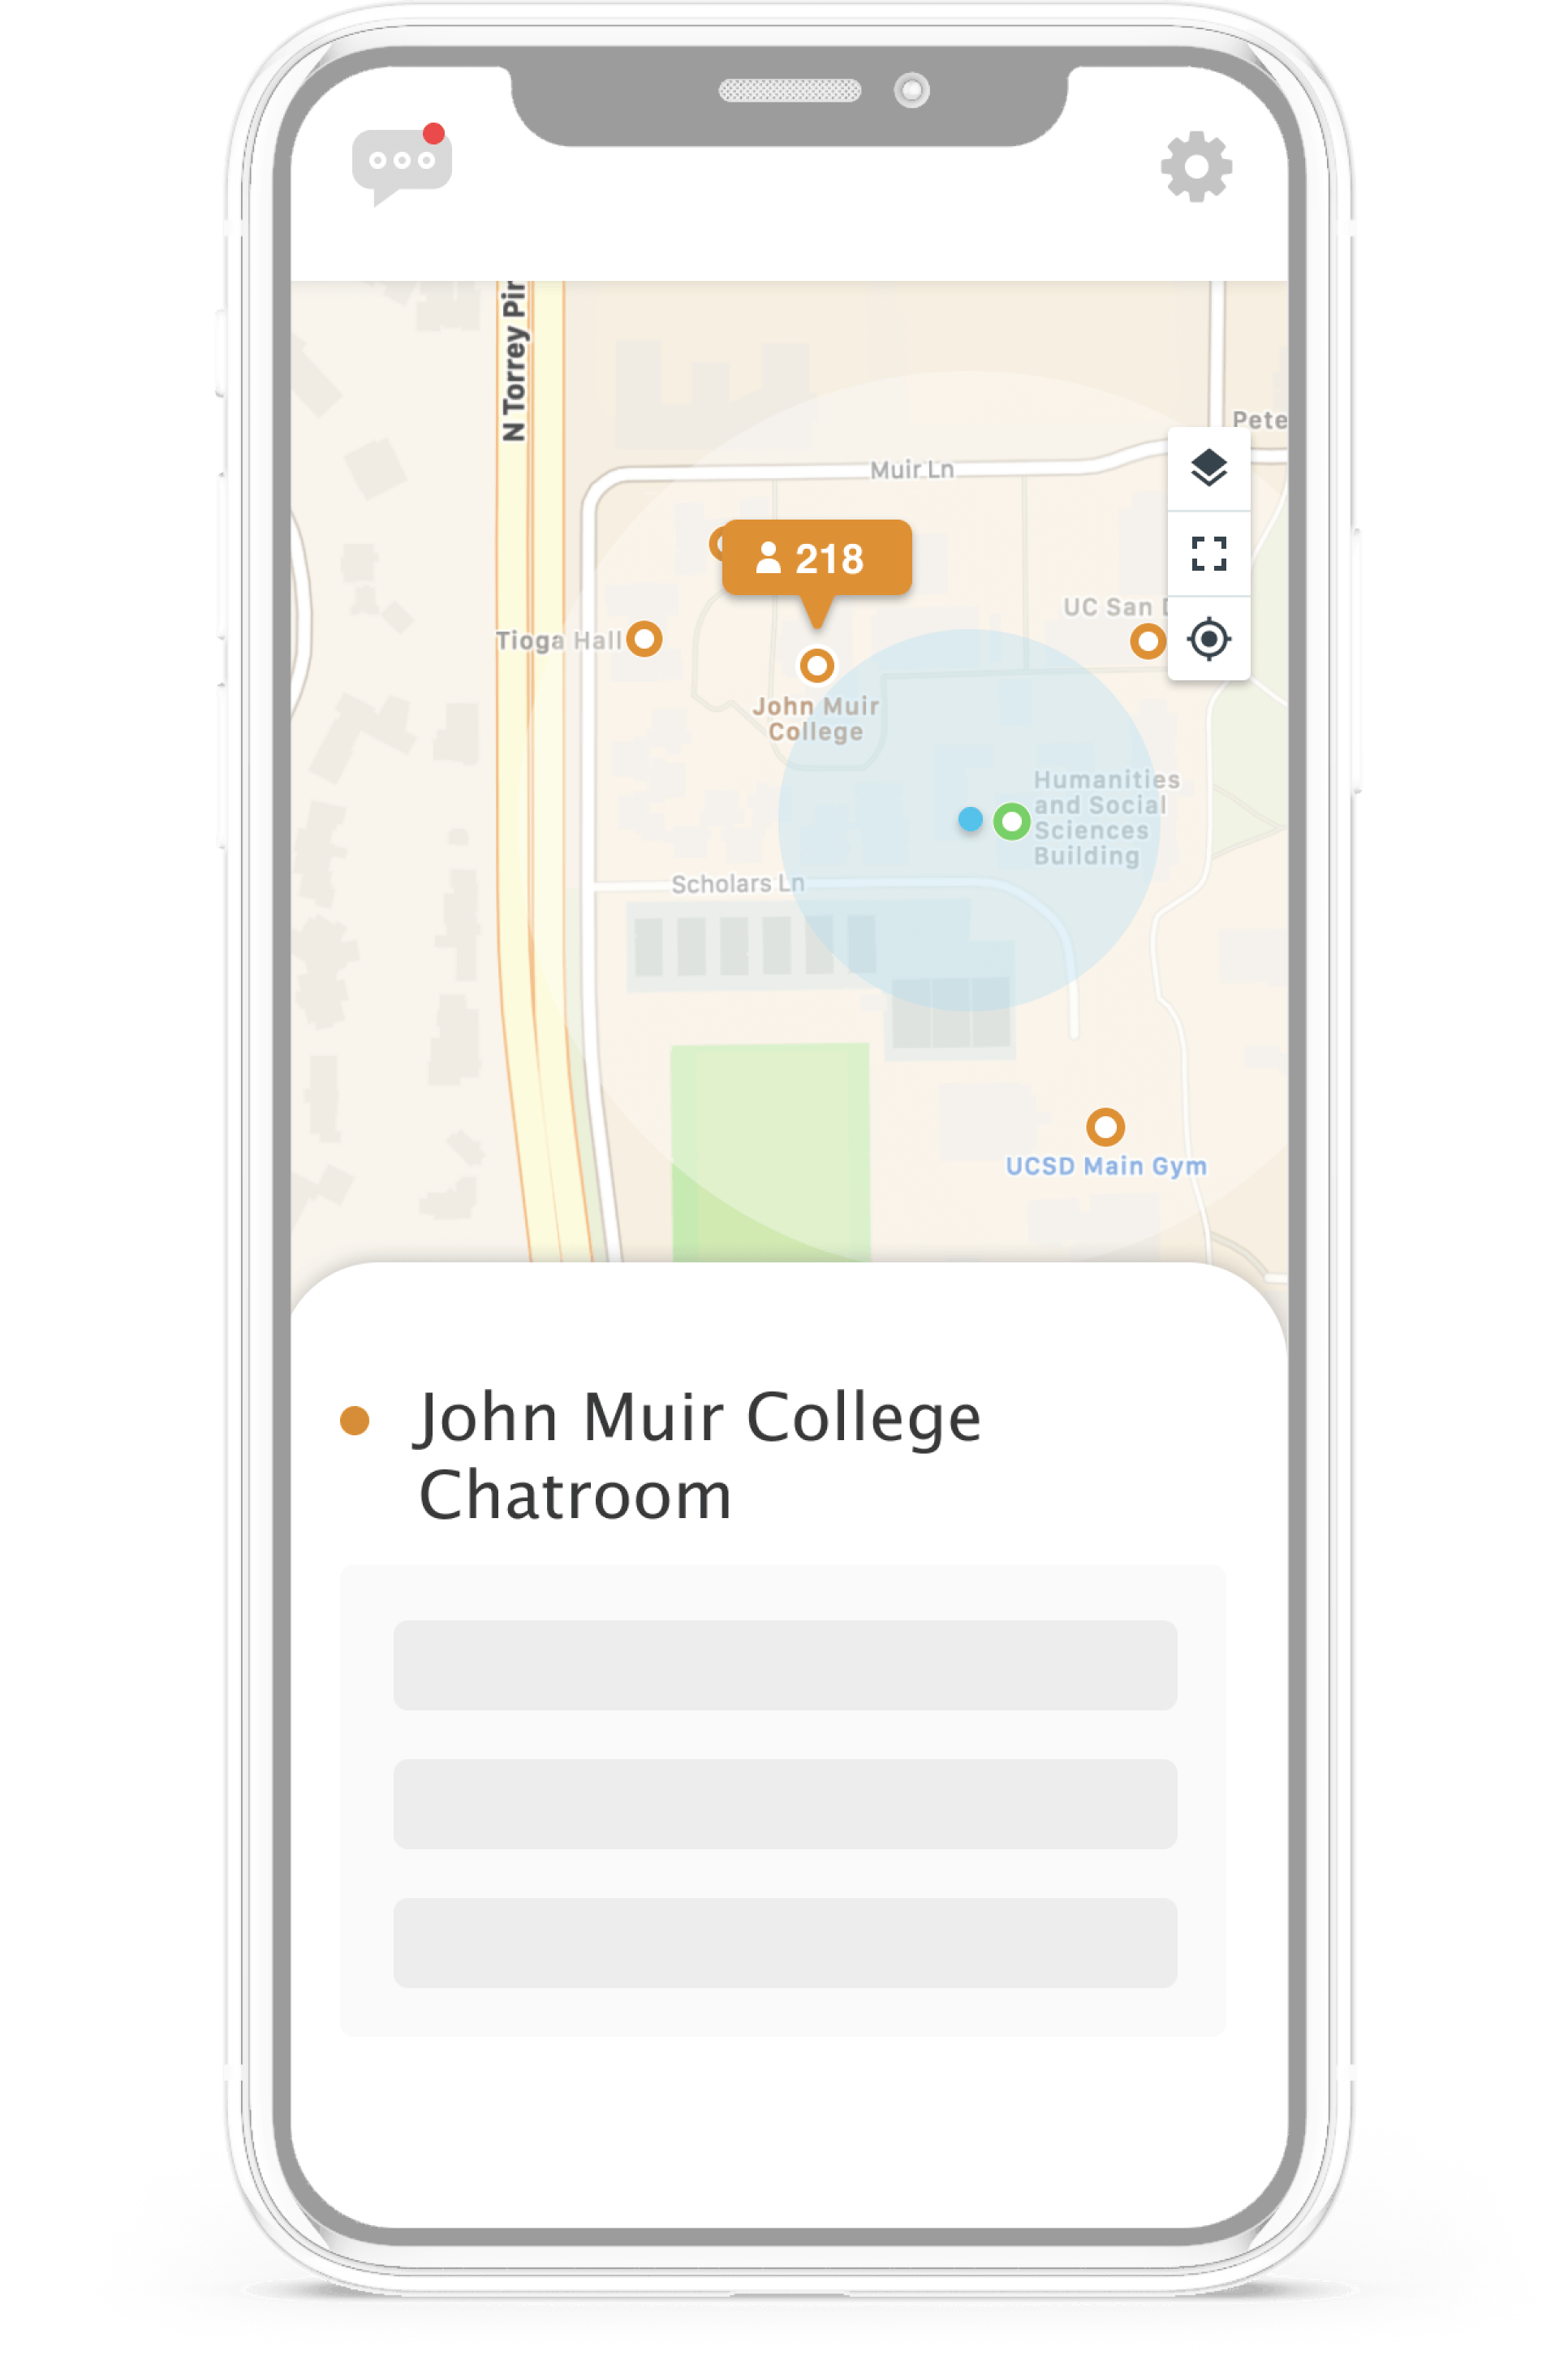 N Torrey Pin
Pete
Muir Ln
218
UC San D
Tioga Hall
John Muir
College
Humanities
and Social
Sciences
Building
Scholars Ln
UCSD Main Gym
John Muir College
Chatroom